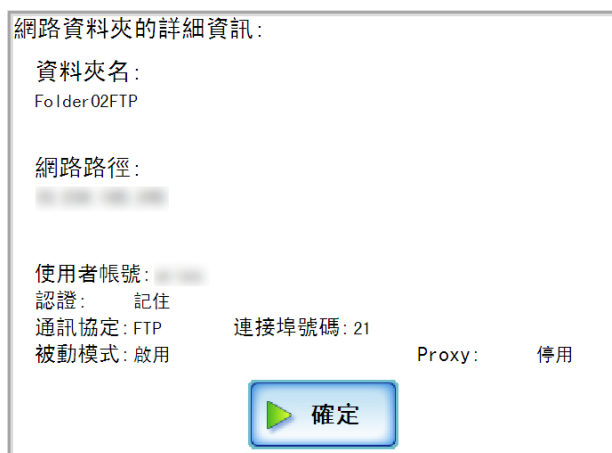 網路資料夾的詳細資訊:
資料夾名:
Folder02FTP
網路路徑:
使用者帳號:
認證: 記住
通訊協定: FTP 連接埠號碼: 21
被動模式: 啟用 Proxy: 停用
確定